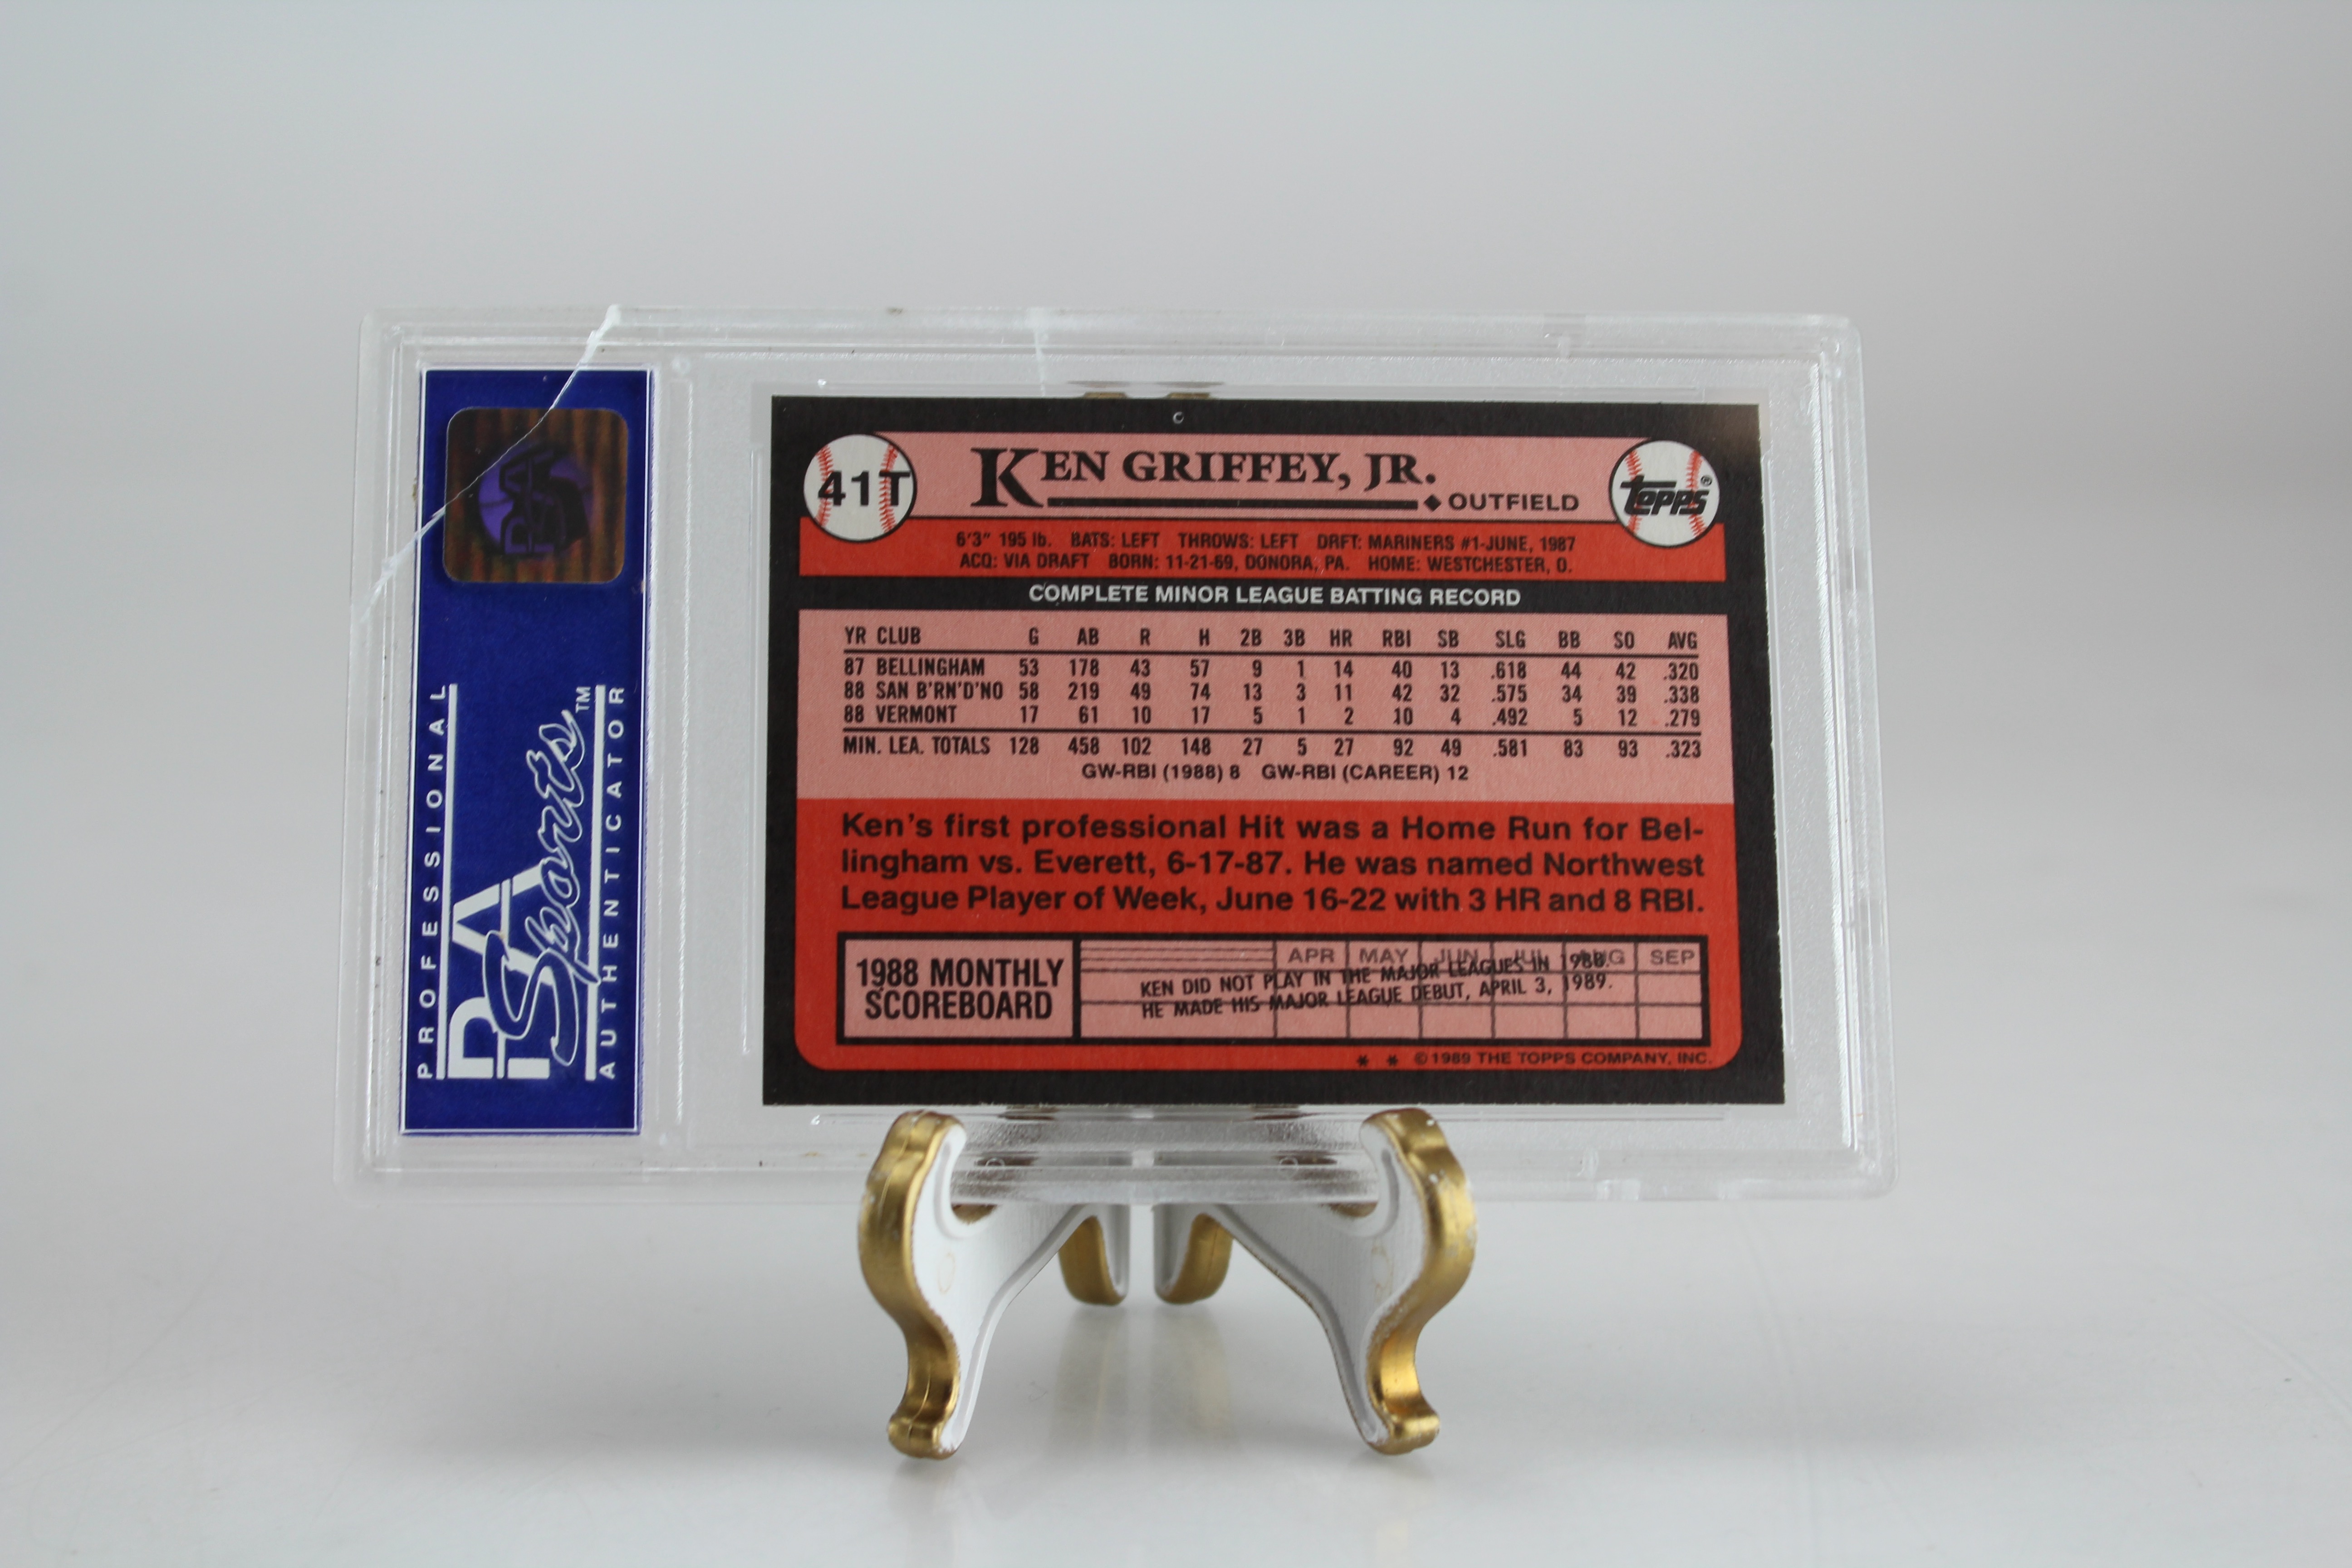 PROFESSIONAL
PSA Sports™
AUTHENTICATOR
PSA
41T
KEN GRIFFEY, JR.
◆ OUTFIELD
Topps®
6'3" 195 lb. BATS: LEFT THROWS: LEFT DRFT: MARINERS #1-JUNE, 1987
ACQ: VIA DRAFT BORN: 11-21-69, DONORA, PA. HOME: WESTCHESTER, O.
COMPLETE MINOR LEAGUE BATTING RECORD
YR CLUB G AB R H 2B 3B HR RBI SB SLG BB SO AVG
87 BELLINGHAM 53 178 43 57 9 1 14 40 13 .618 44 42 .320
88 SAN B'RN'D'NO 58 219 49 74 13 3 11 42 32 .575 34 39 .338
88 VERMONT 17 61 10 17 5 1 2 10 4 .492 5 12 .279
MIN. LEA. TOTALS 128 458 102 148 27 5 27 92 49 .581 83 93 .323
GW-RBI (1988) 8 GW-RBI (CAREER) 12
Ken's first professional Hit was a Home Run for Bel-
lingham vs. Everett, 6-17-87. He was named Northwest
League Player of Week, June 16-22 with 3 HR and 8 RBI.
1988 MONTHLY
SCOREBOARD
APR MAY JUN JUL AUG SEP
KEN DID NOT PLAY IN THE MAJOR LEAGUES IN 1988.
HE MADE HIS MAJOR LEAGUE DEBUT, APRIL 3, 1989.
* * ©1989 THE TOPPS COMPANY, INC.